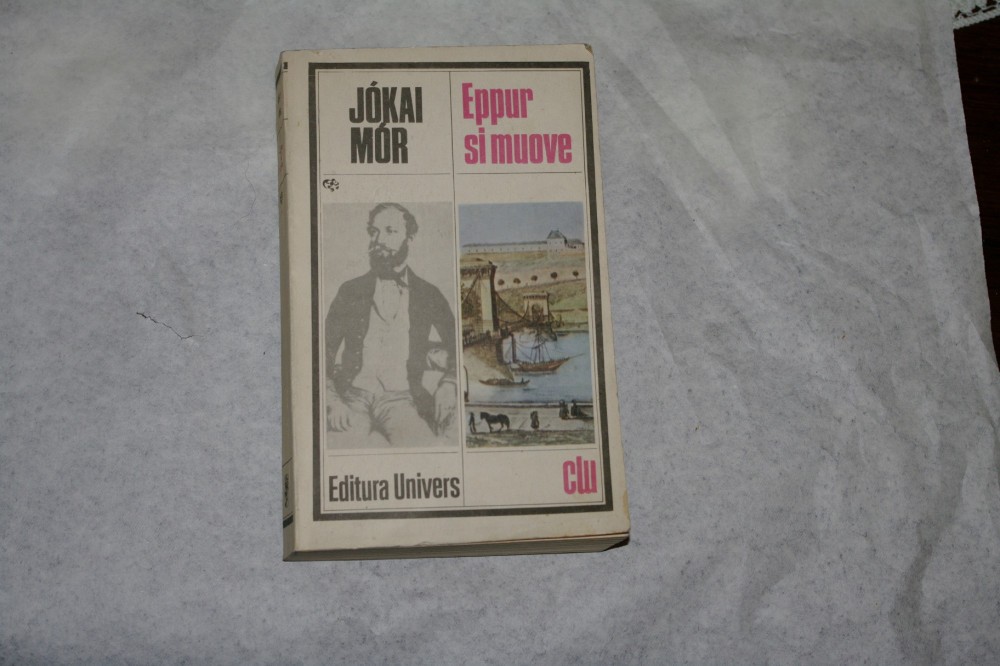 JÓKAI
MÓR
Eppur
si muove
Editura Univers
clu